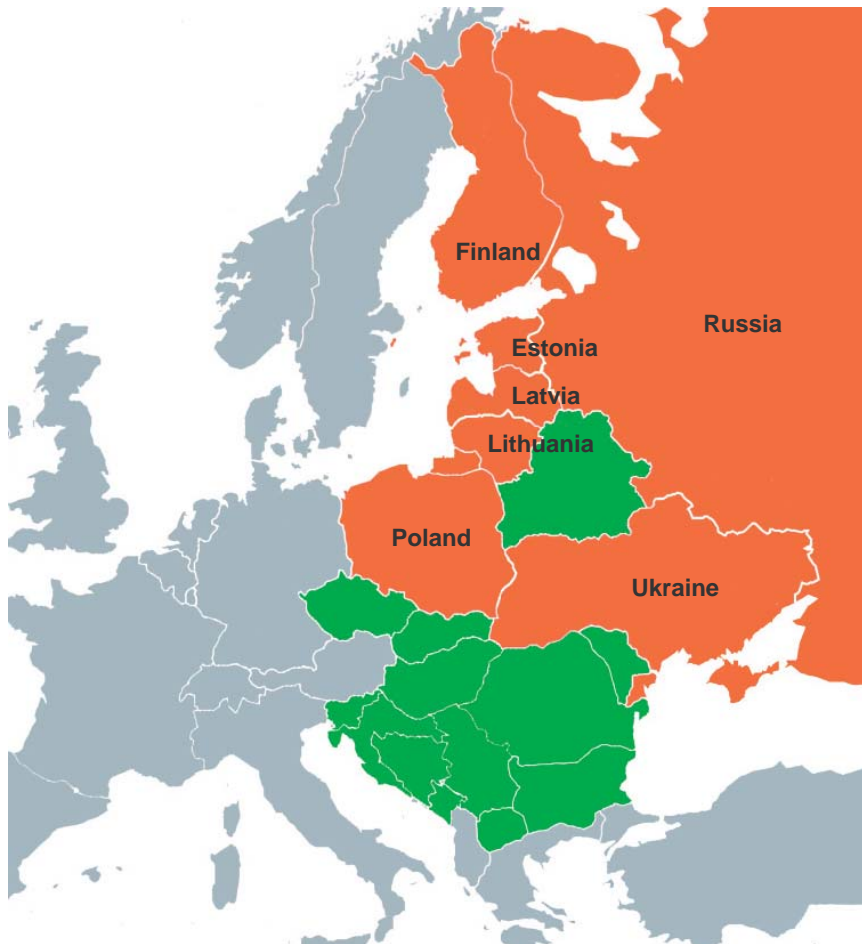 Finland
Russia
Estonia
Latvia
Lithuania
Poland
Ukraine